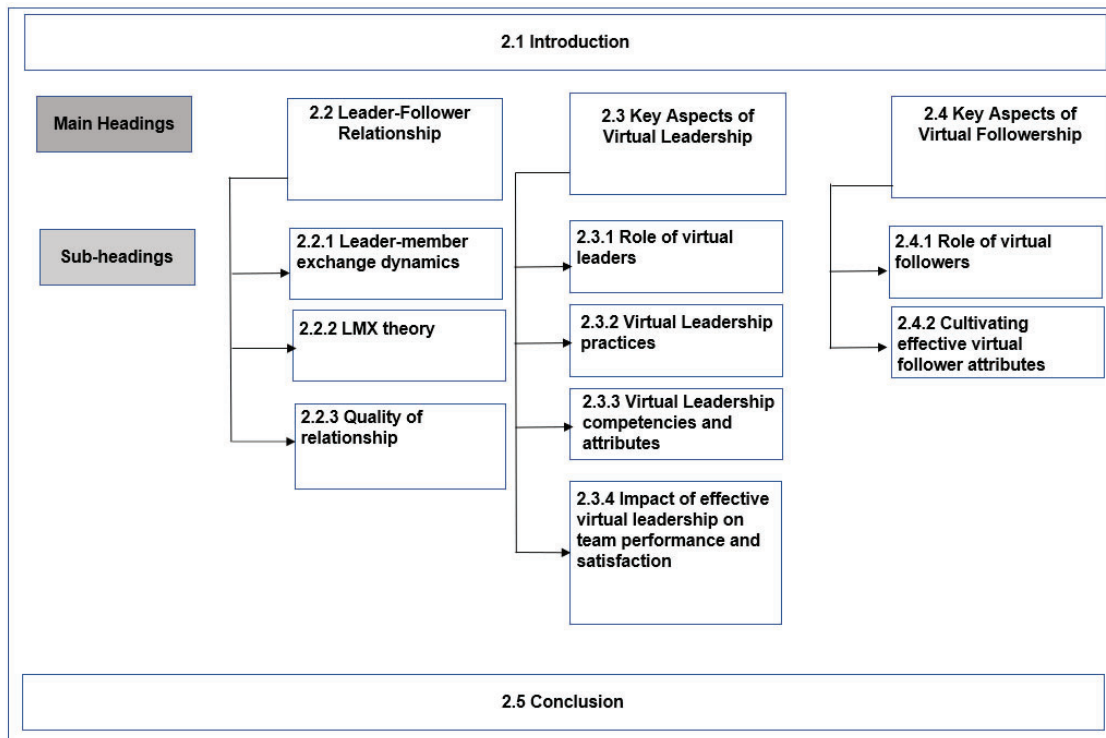 2.1 Introduction
Main Headings
2.2 Leader-Follower
Relationship
2.3 Key Aspects of
Virtual Leadership
2.4 Key Aspects of
Virtual Followership
Sub-headings
2.2.1 Leader-member
exchange dynamics
2.2.2 LMX theory
2.2.3 Quality of
relationship
2.3.1 Role of virtual
leaders
2.3.2 Virtual Leadership
practices
2.3.3 Virtual Leadership
competencies and
attributes
2.3.4 Impact of effective
virtual leadership on
team performance and
satisfaction
2.4.1 Role of virtual
followers
2.4.2 Cultivating
effective virtual
follower attributes
2.5 Conclusion